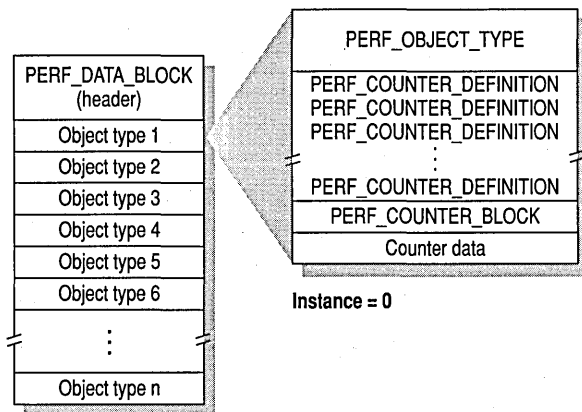 PERF_DATA_BLOCK
(header)
Object type 1
Object type 2
Object type 3
Object type 4
Object type 5
Object type 6
Object type n
PERF_OBJECT_TYPE
PERF_COUNTER_DEFINITION
PERF_COUNTER_DEFINITION
PERF_COUNTER_DEFINITION
PERF_COUNTER_DEFINITION
PERF_COUNTER_BLOCK
Counter data
Instance = 0